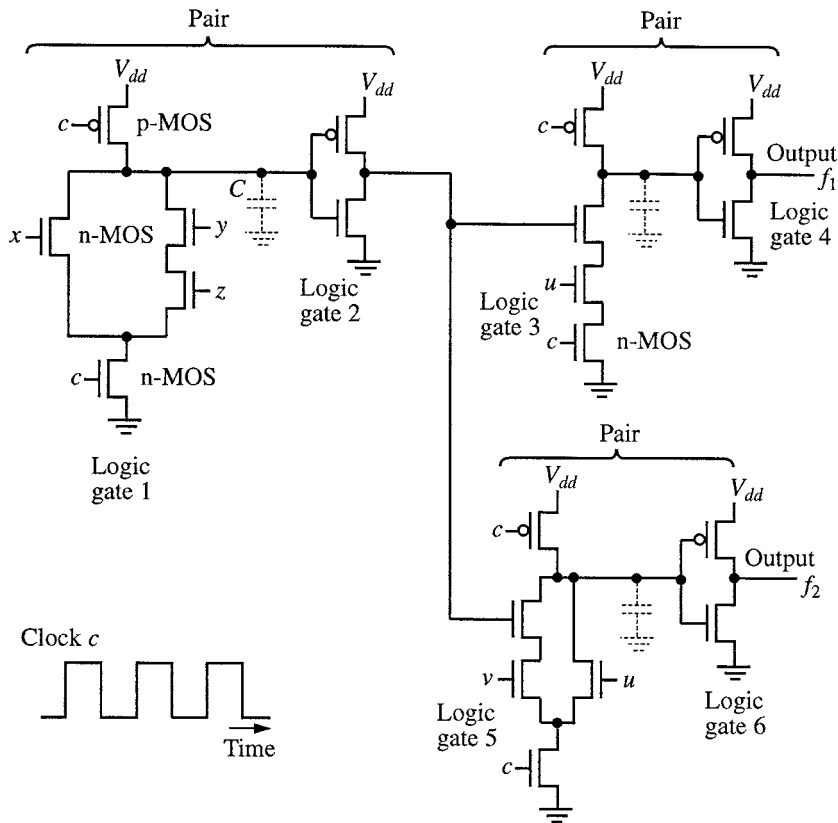 Pair
Pair
V_dd
V_dd
V_dd
V_dd
c
p-MOS
c
Output
f_1
C
x
n-MOS
y
Logic
gate 4
z
Logic
gate 2
u
Logic
gate 3
c
n-MOS
c
n-MOS
Logic
gate 1
Pair
V_dd
V_dd
c
Output
f_2
Clock c
v
u
Logic
gate 5
Logic
gate 6
Time
c